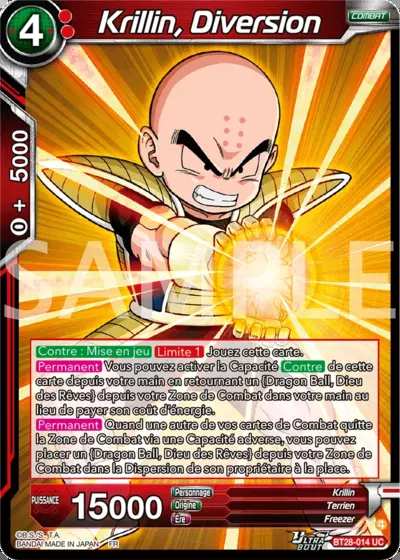 4
Krillin, Diversion
COMBAT
0 + 5000
SAMPLE
Contre : Mise en jeu Limite 1 Jouez cette carte.
Permanent Vous pouvez activer la Capacité Contre de cette
carte depuis votre main en retournant un {Dragon Ball, Dieu
des Rêves} depuis votre Zone de Combat dans votre main au
lieu de payer son coût d'énergie.
Permanent Quand une autre de vos cartes de Combat quitte
la Zone de Combat via une Capacité adverse, vous pouvez
placer un {Dragon Ball, Dieu des Rêves} depuis votre Zone de
Combat dans la Dispersion de son propriétaire à la place.
PUISSANCE 15000
Personnage Krillin
Origine Terrien
Ère Freezer
©B.S./S.,T.A.
BANDAI MADE IN JAPAN FR
ULTRA BOUT
BT28-014 UC